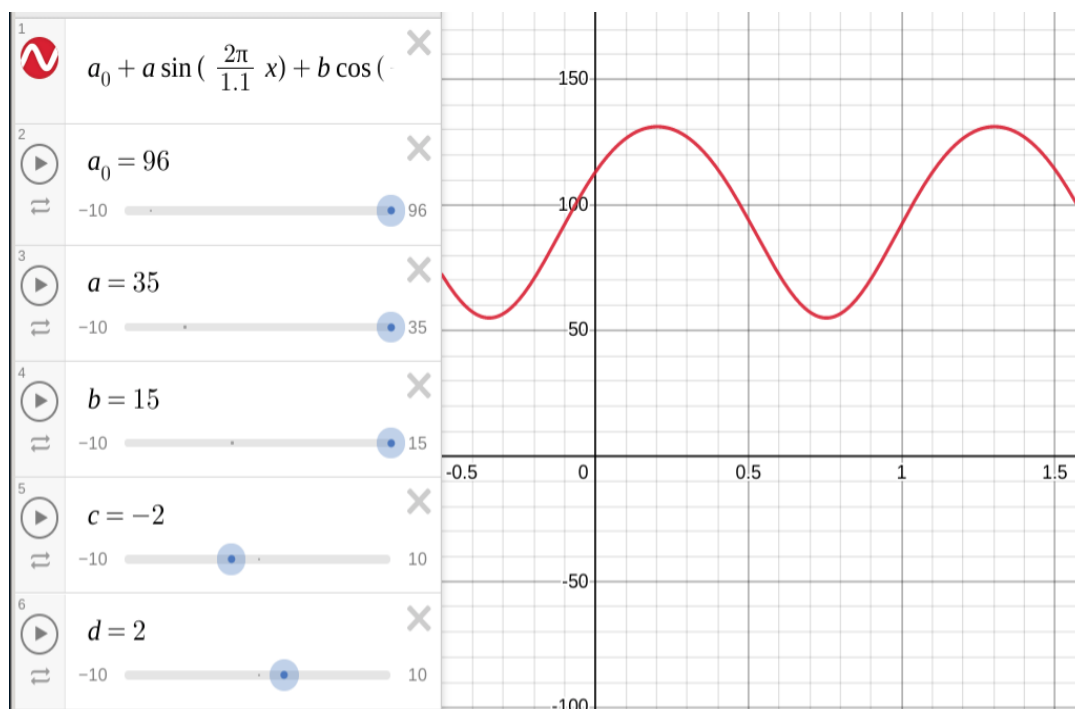 1
a₀ + a sin ( 2π/1.1 x) + b cos (
2
a₀ = 96
−10 96
3
a = 35
−10 35
4
b = 15
−10 15
5
c = −2
−10 10
6
d = 2
−10 10
150
100
50
-0.5 0 0.5 1 1.5
-50
-100